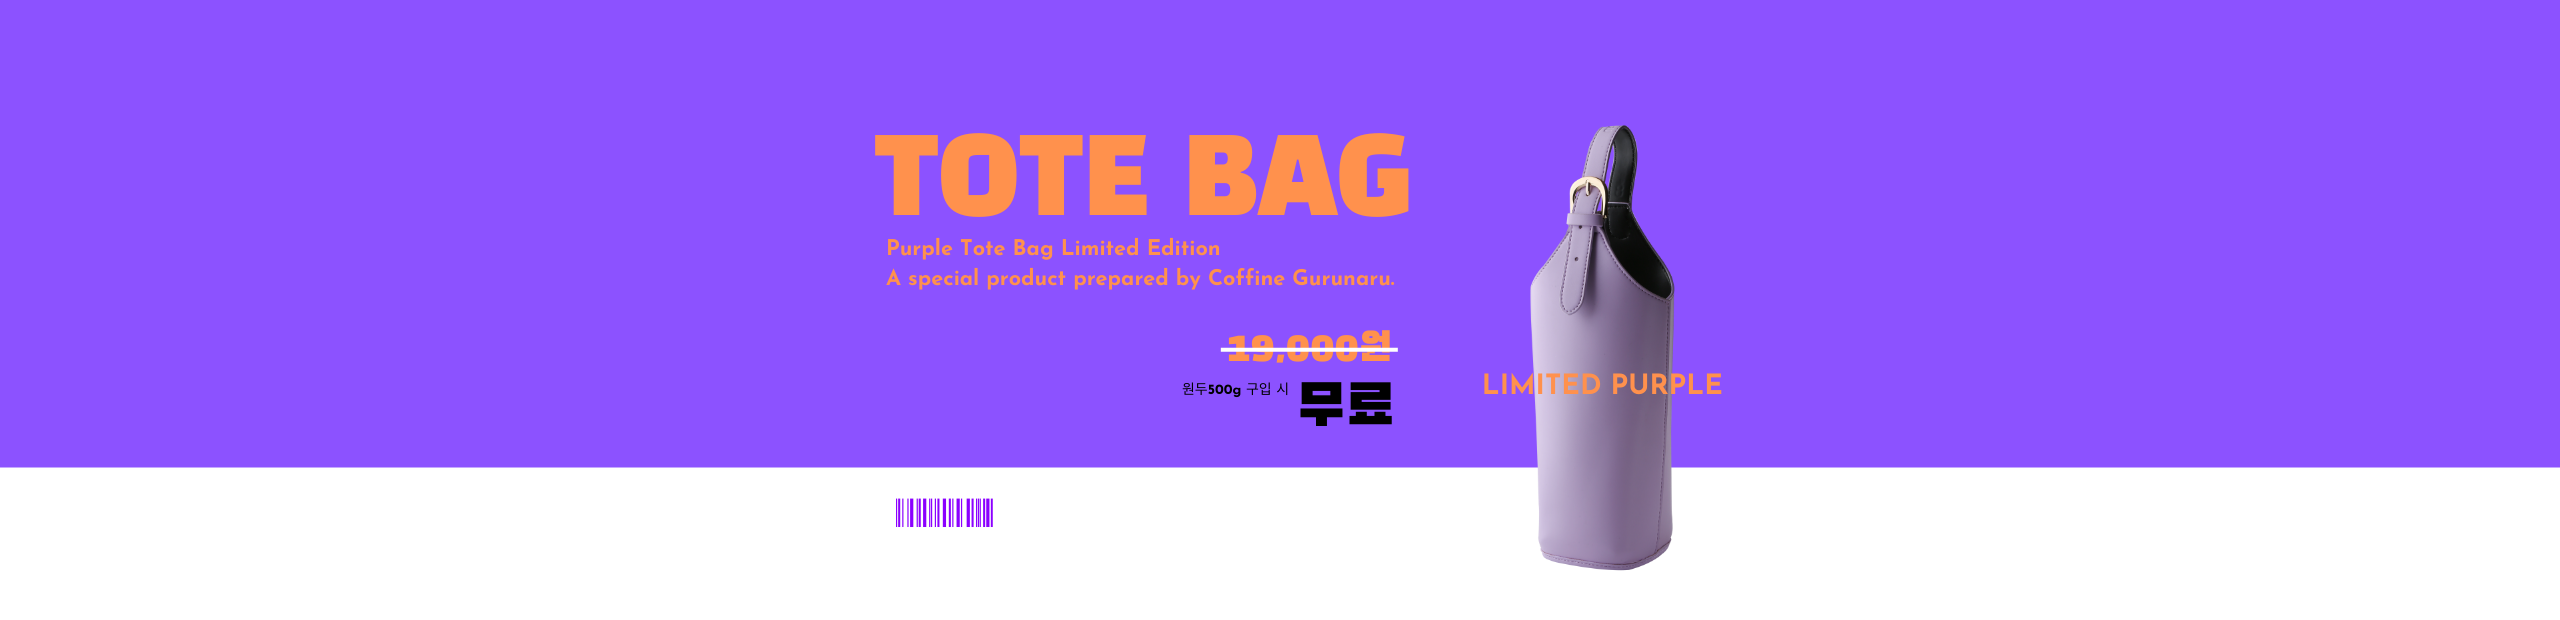 TOTE BAG
Purple Tote Bag Limited Edition
A special product prepared by Coffine Gurunaru.
19,000원
원두500g 구입 시 무료
LIMITED PURPLE